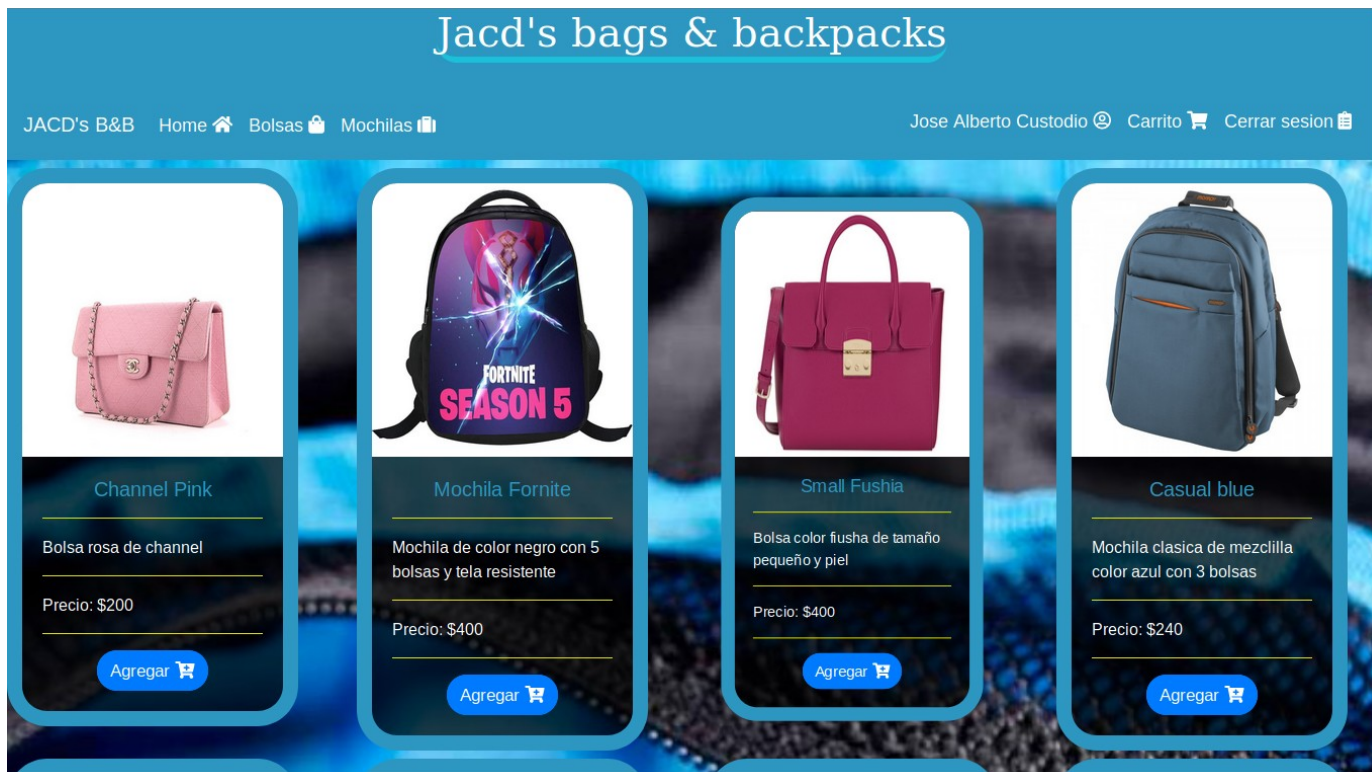 Jacd's bags & backpacks
JACD's B&B Home Bolsas Mochilas Jose Alberto Custodio Carrito Cerrar sesion
FORTNITE
SEASON 5
Channel Pink
Bolsa rosa de channel
Precio: $200
Agregar
Mochila Fornite
Mochila de color negro con 5
bolsas y tela resistente
Precio: $400
Agregar
Small Fushia
Bolsa color fiusha de tamaño
pequeño y piel
Precio: $400
Agregar
Casual blue
Mochila clasica de mezclilla
color azul con 3 bolsas
Precio: $240
Agregar